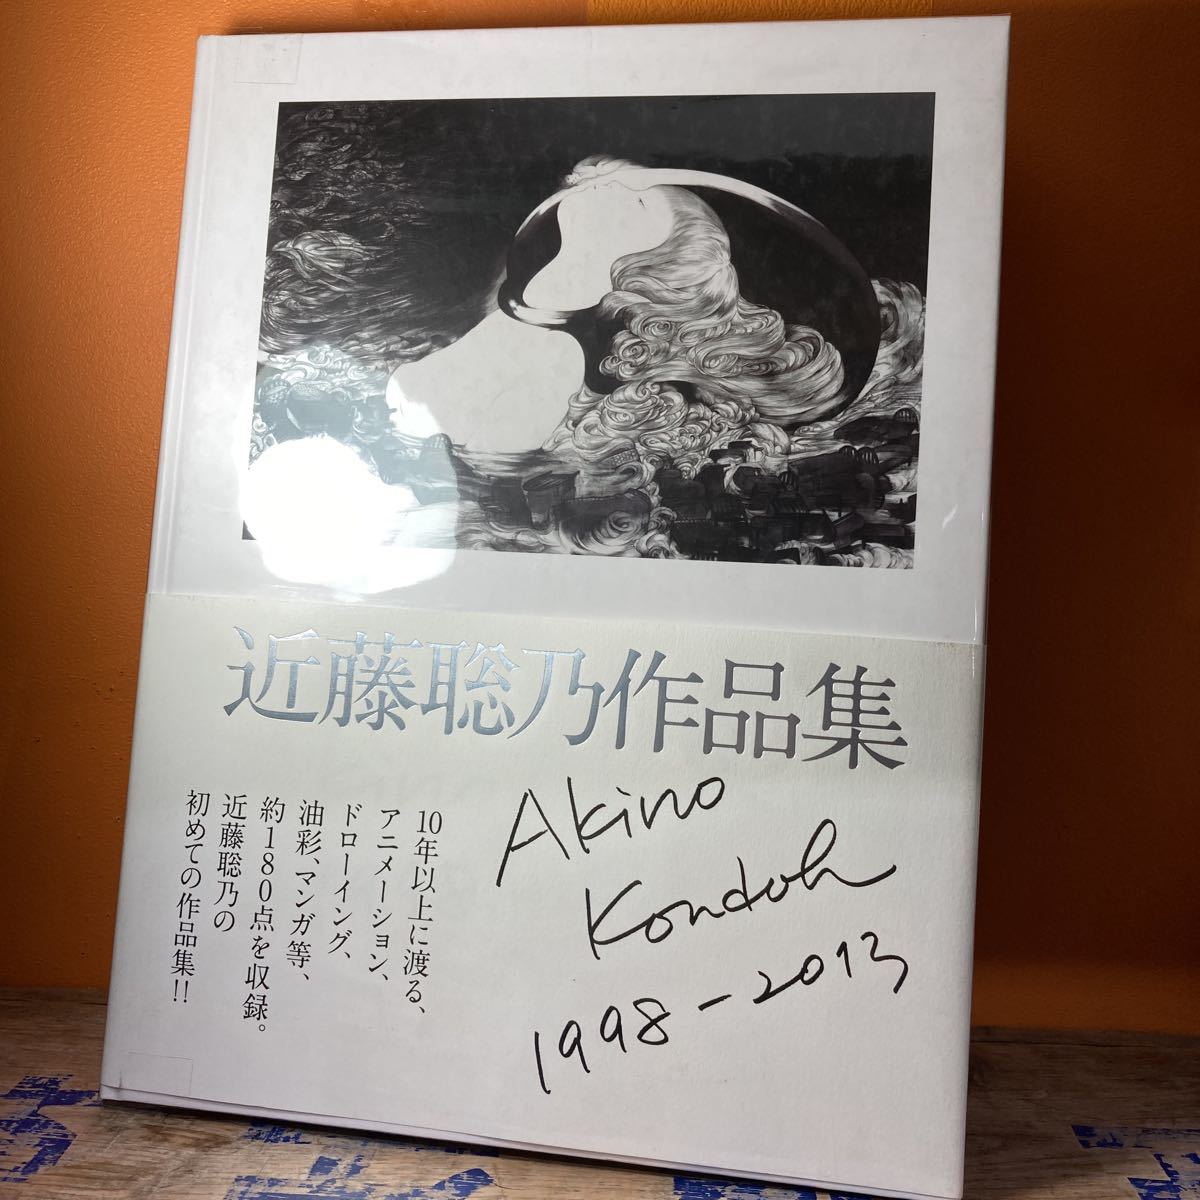 近藤聡乃作品集
10年以上に渡る、
アニメーション、
ドローイング、
油彩、マンガ等、
約180点を収録。
近藤聡乃の
初めての作品集!!
Akino
Kondoh
1998-2013